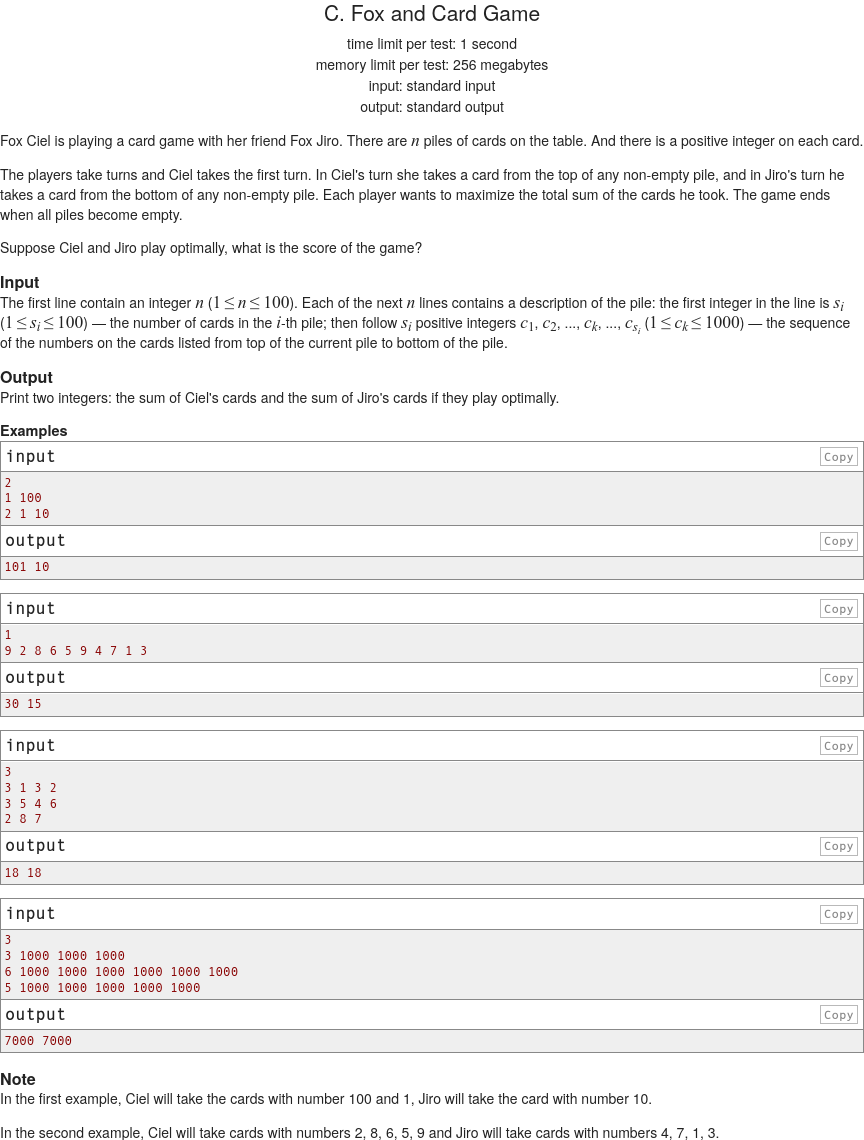 C. Fox and Card Game
time limit per test: 1 second
memory limit per test: 256 megabytes
input: standard input
output: standard output
Fox Ciel is playing a card game with her friend Fox Jiro. There are n piles of cards on the table. And there is a positive integer on each card.
The players take turns and Ciel takes the first turn. In Ciel's turn she takes a card from the top of any non-empty pile, and in Jiro's turn he
takes a card from the bottom of any non-empty pile. Each player wants to maximize the total sum of the cards he took. The game ends
when all piles become empty.
Suppose Ciel and Jiro play optimally, what is the score of the game?
Input
The first line contain an integer n (1 ≤ n ≤ 100). Each of the next n lines contains a description of the pile: the first integer in the line is s_i
(1 ≤ s_i ≤ 100) — the number of cards in the i-th pile; then follow s_i positive integers c_1, c_2, ..., c_k, ..., c_{s_i} (1 ≤ c_k ≤ 1000) — the sequence
of the numbers on the cards listed from top of the current pile to bottom of the pile.
Output
Print two integers: the sum of Ciel's cards and the sum of Jiro's cards if they play optimally.
Examples
input Copy
2
1 100
2 1 10
output Copy
101 10
input Copy
1
9 2 8 6 5 9 4 7 1 3
output Copy
30 15
input Copy
3
3 1 3 2
3 5 4 6
2 8 7
output Copy
18 18
input Copy
3
3 1000 1000 1000
6 1000 1000 1000 1000 1000 1000
5 1000 1000 1000 1000 1000
output Copy
7000 7000
Note
In the first example, Ciel will take the cards with number 100 and 1, Jiro will take the card with number 10.
In the second example, Ciel will take cards with numbers 2, 8, 6, 5, 9 and Jiro will take cards with numbers 4, 7, 1, 3.